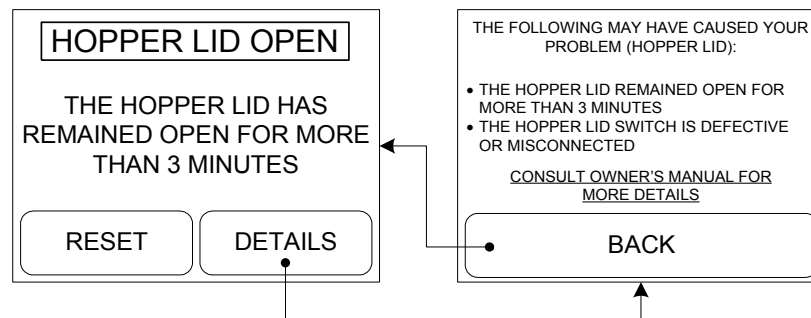 HOPPER LID OPEN
THE HOPPER LID HAS
REMAINED OPEN FOR MORE
THAN 3 MINUTES
RESET
DETAILS
THE FOLLOWING MAY HAVE CAUSED YOUR
PROBLEM (HOPPER LID):
• THE HOPPER LID REMAINED OPEN FOR
MORE THAN 3 MINUTES
• THE HOPPER LID SWITCH IS DEFECTIVE
OR MISCONNECTED
CONSULT OWNER'S MANUAL FOR
MORE DETAILS
BACK